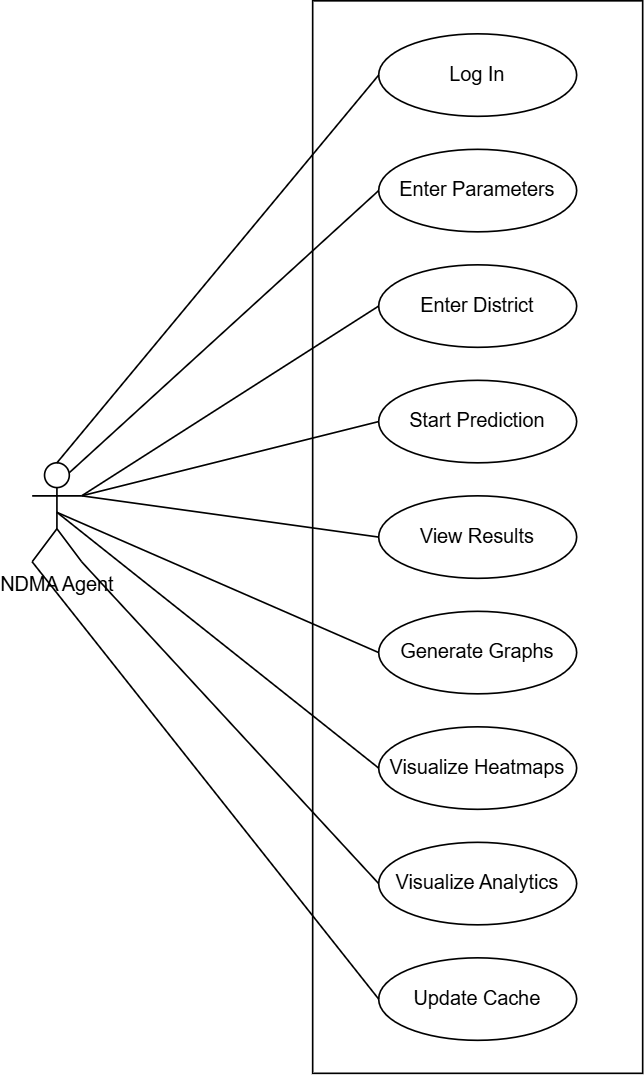 Log In
Enter Parameters
Enter District
Start Prediction
View Results
NDMA Agent
Generate Graphs
Visualize Heatmaps
Visualize Analytics
Update Cache